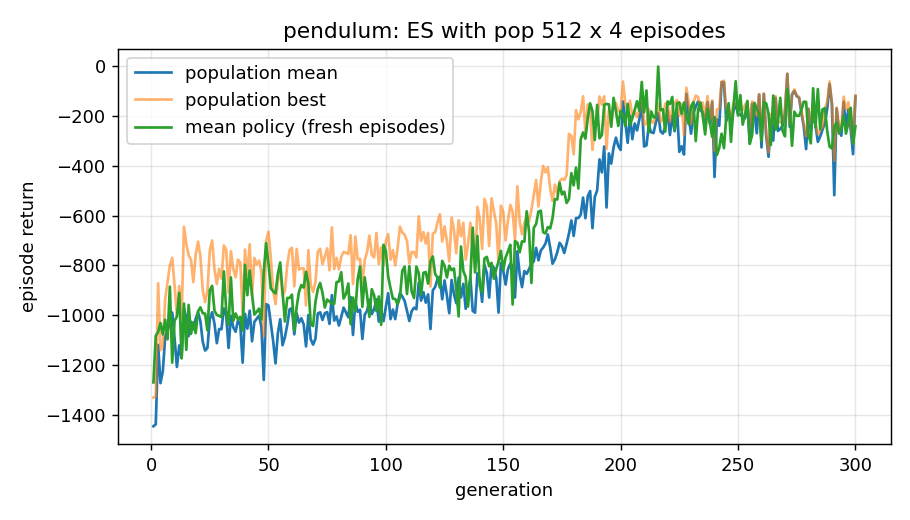 pendulum: ES with pop 512 x 4 episodes
population mean
population best
mean policy (fresh episodes)
episode return
0
−200
−400
−600
−800
−1000
−1200
−1400
0 50 100 150 200 250 300
generation